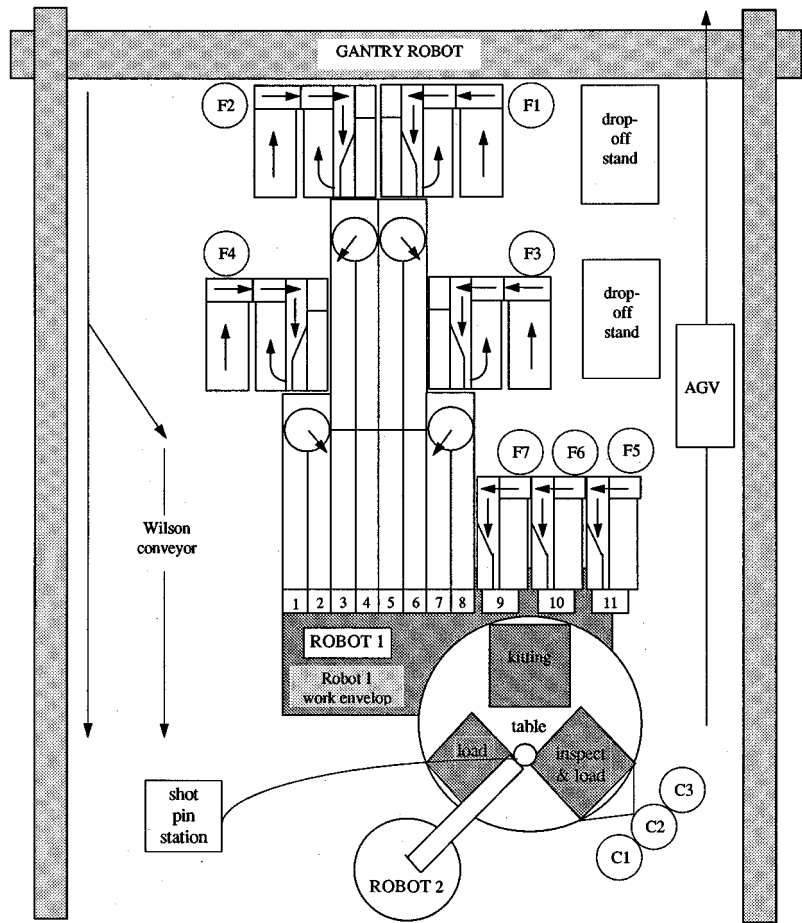 GANTRY ROBOT
F2
F1
drop-
off
stand
F4
F3
drop-
off
stand
AGV
F7
F6
F5
Wilson
conveyor
1
2
3
4
5
6
7
8
9
10
11
ROBOT 1
kitting
Robot 1
work envelop
table
load
inspect
& load
shot
pin
station
C3
C2
C1
ROBOT 2